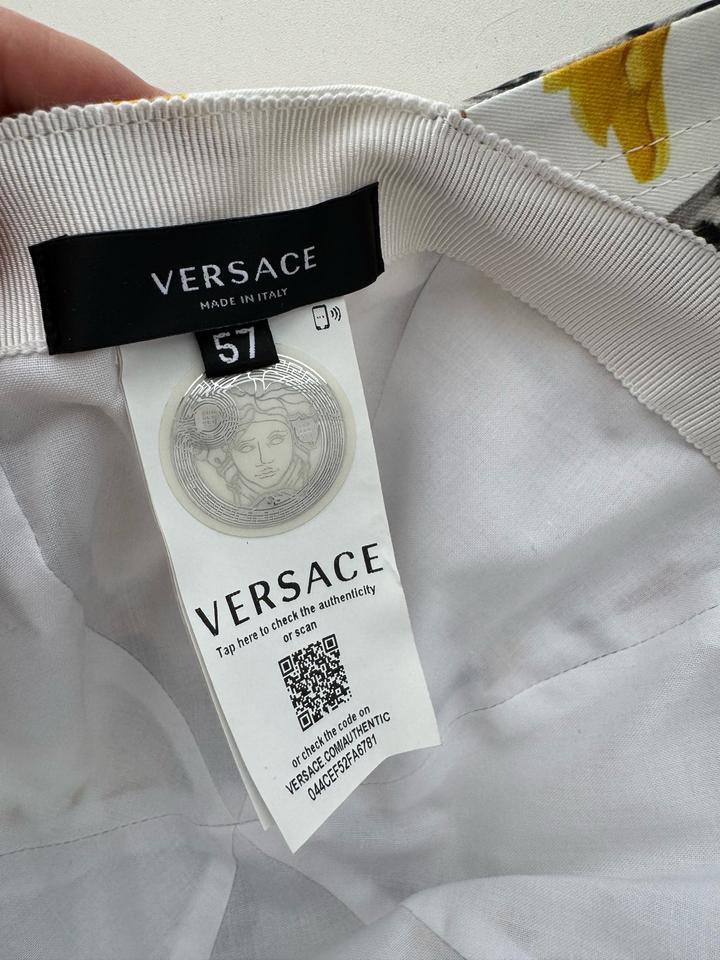 VERSACE
MADE IN ITALY
57
VERSACE
Tap here to check the authenticity
or scan
or check the code on
VERSACE.COM/AUTHENTIC
044CEF52FA6781